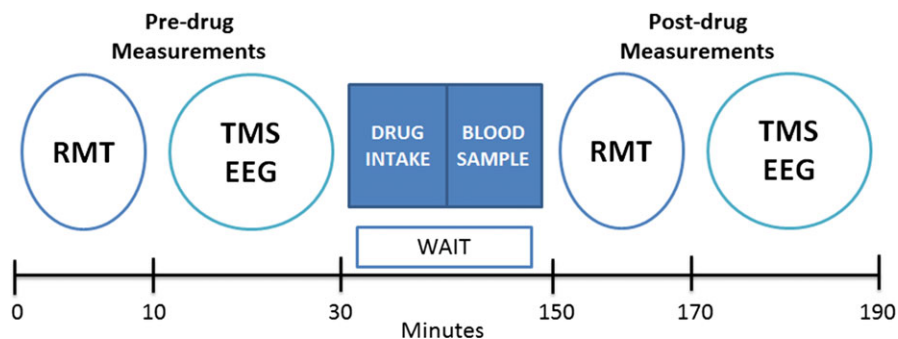 Pre-drug
Measurements
Post-drug
Measurements
RMT
TMS
EEG
DRUG
INTAKE
BLOOD
SAMPLE
RMT
TMS
EEG
WAIT
0 10 30 150 170 190
Minutes